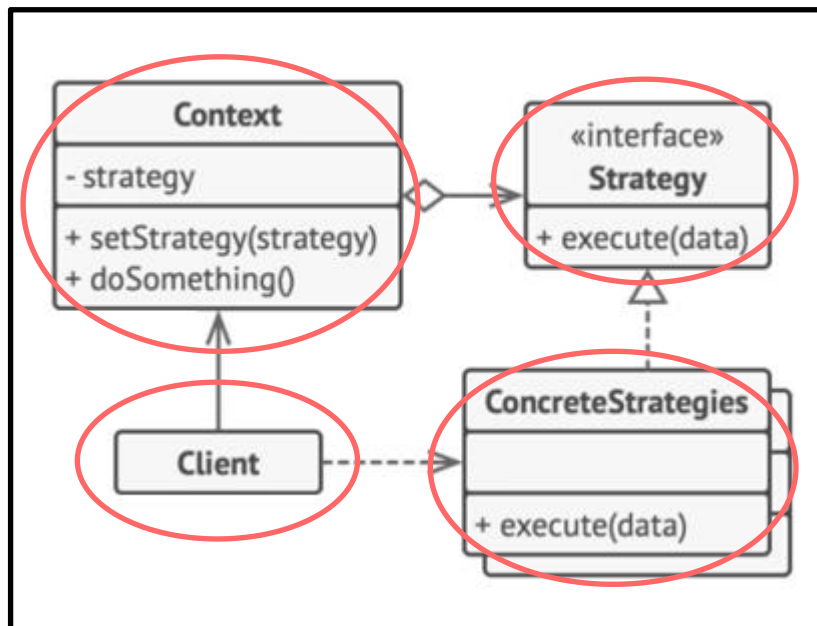 Context
- strategy
+ setStrategy(strategy)
+ doSomething()
«interface»
Strategy
+ execute(data)
Client
ConcreteStrategies
+ execute(data)